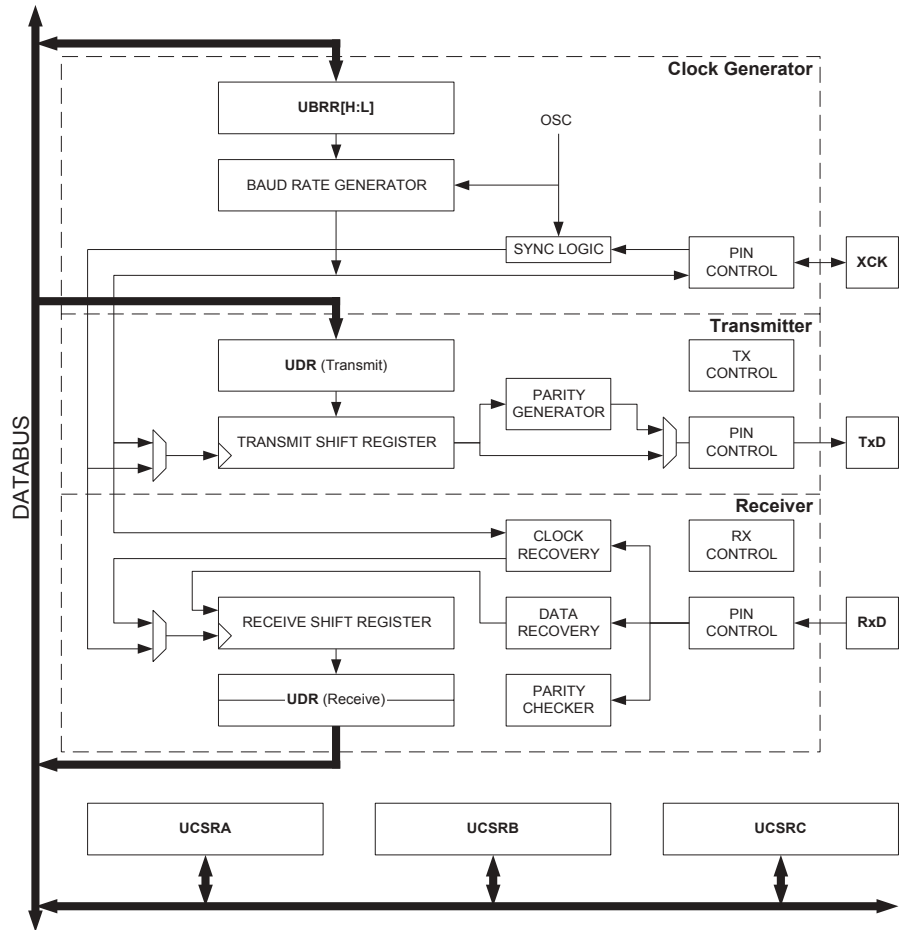 Clock Generator
UBRR[H:L]
OSC
BAUD RATE GENERATOR
SYNC LOGIC
PIN
CONTROL
XCK
Transmitter
UDR (Transmit)
TX
CONTROL
PARITY
GENERATOR
TRANSMIT SHIFT REGISTER
PIN
CONTROL
TxD
DATABUS
Receiver
CLOCK
RECOVERY
RX
CONTROL
RECEIVE SHIFT REGISTER
DATA
RECOVERY
PIN
CONTROL
RxD
UDR (Receive)
PARITY
CHECKER
UCSRA
UCSRB
UCSRC